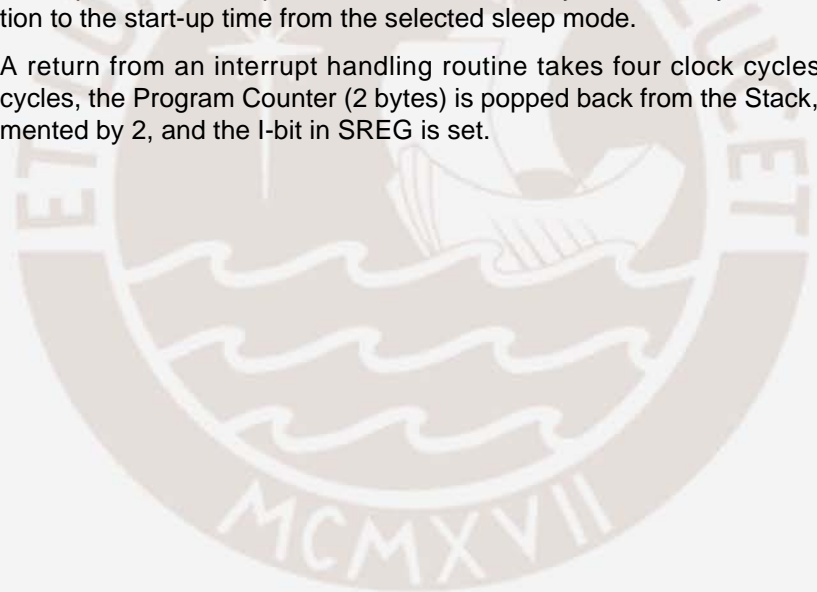 tion to the start-up time from the selected sleep mode.
A return from an interrupt handling routine takes four clock cycles
cycles, the Program Counter (2 bytes) is popped back from the Stack,
mented by 2, and the I-bit in SREG is set.
ET
LUCET
MCMXVII